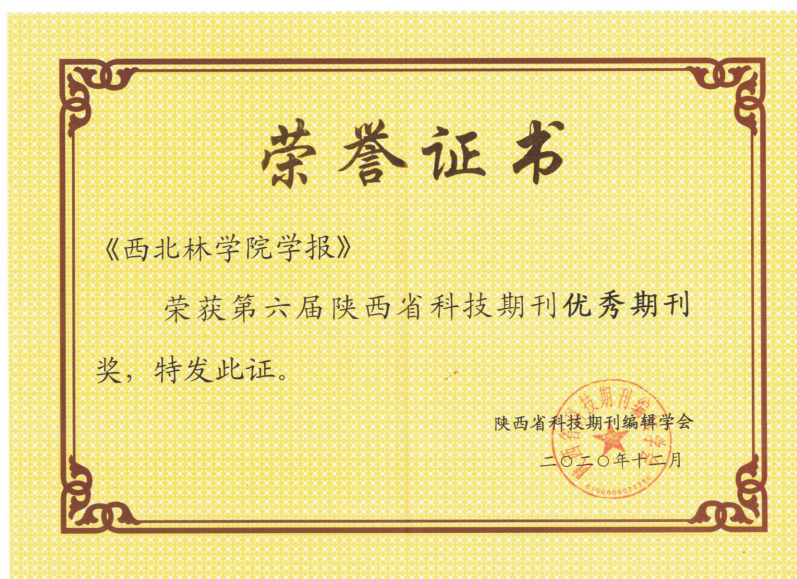 荣誉证书
《西北林学院学报》
荣获第六届陕西省科技期刊优秀期刊
奖，特发此证。
陕西省科技期刊编辑学会
二〇二〇年十二月